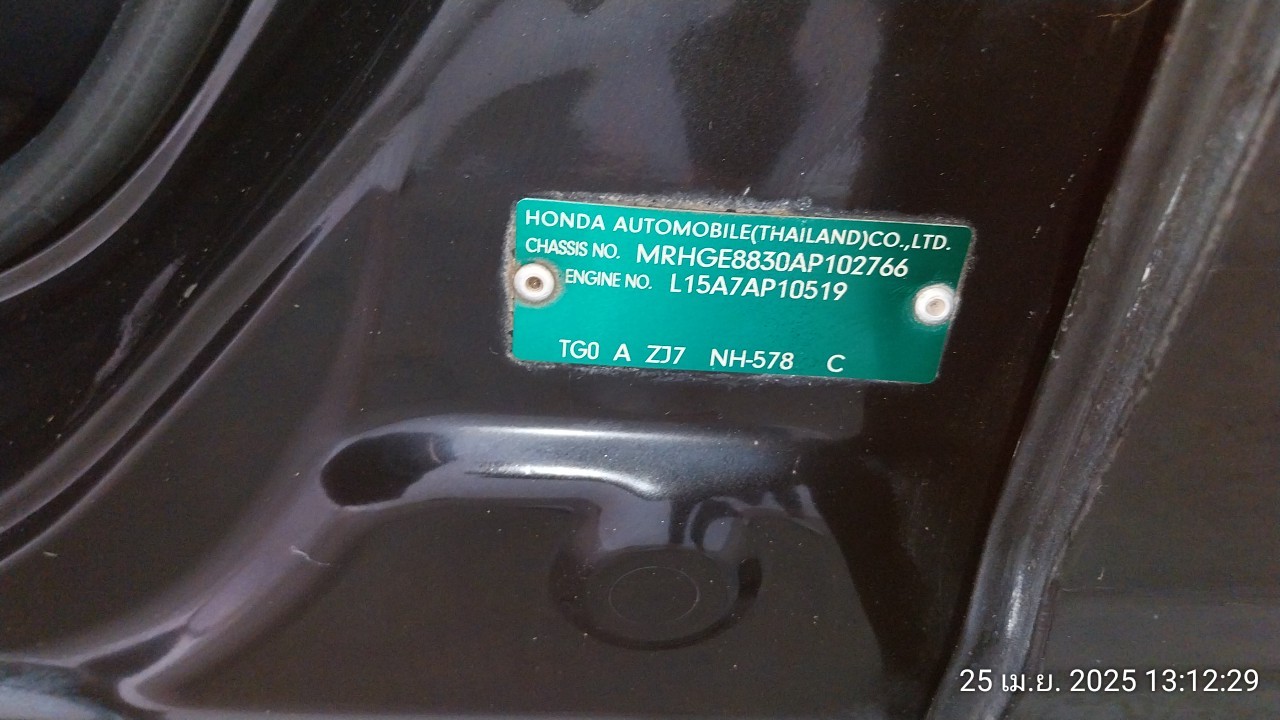 HONDA AUTOMOBILE(THAILAND)CO.,LTD.
CHASSIS NO. MRHGE8830AP102766
ENGINE NO. L15A7AP10519
TG0 A ZJ7 NH-578 C
25 เม.ย. 2025 13:12:29